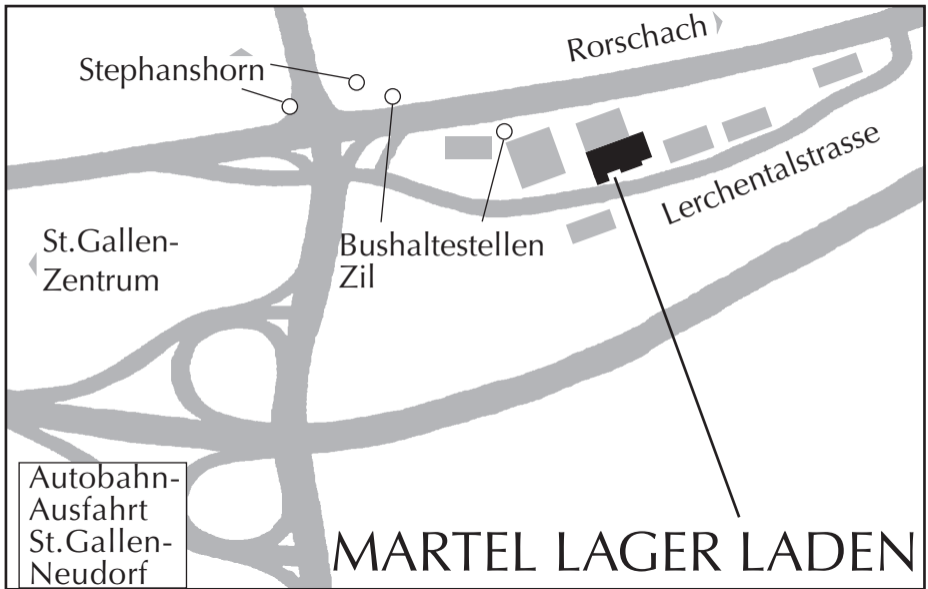 Rorschach
Stephanshorn
Lerchentalstrasse
St.Gallen-
Zentrum
Bushaltestellen
Zil
Autobahn-
Ausfahrt
St.Gallen-
Neudorf
MARTEL LAGER LADEN